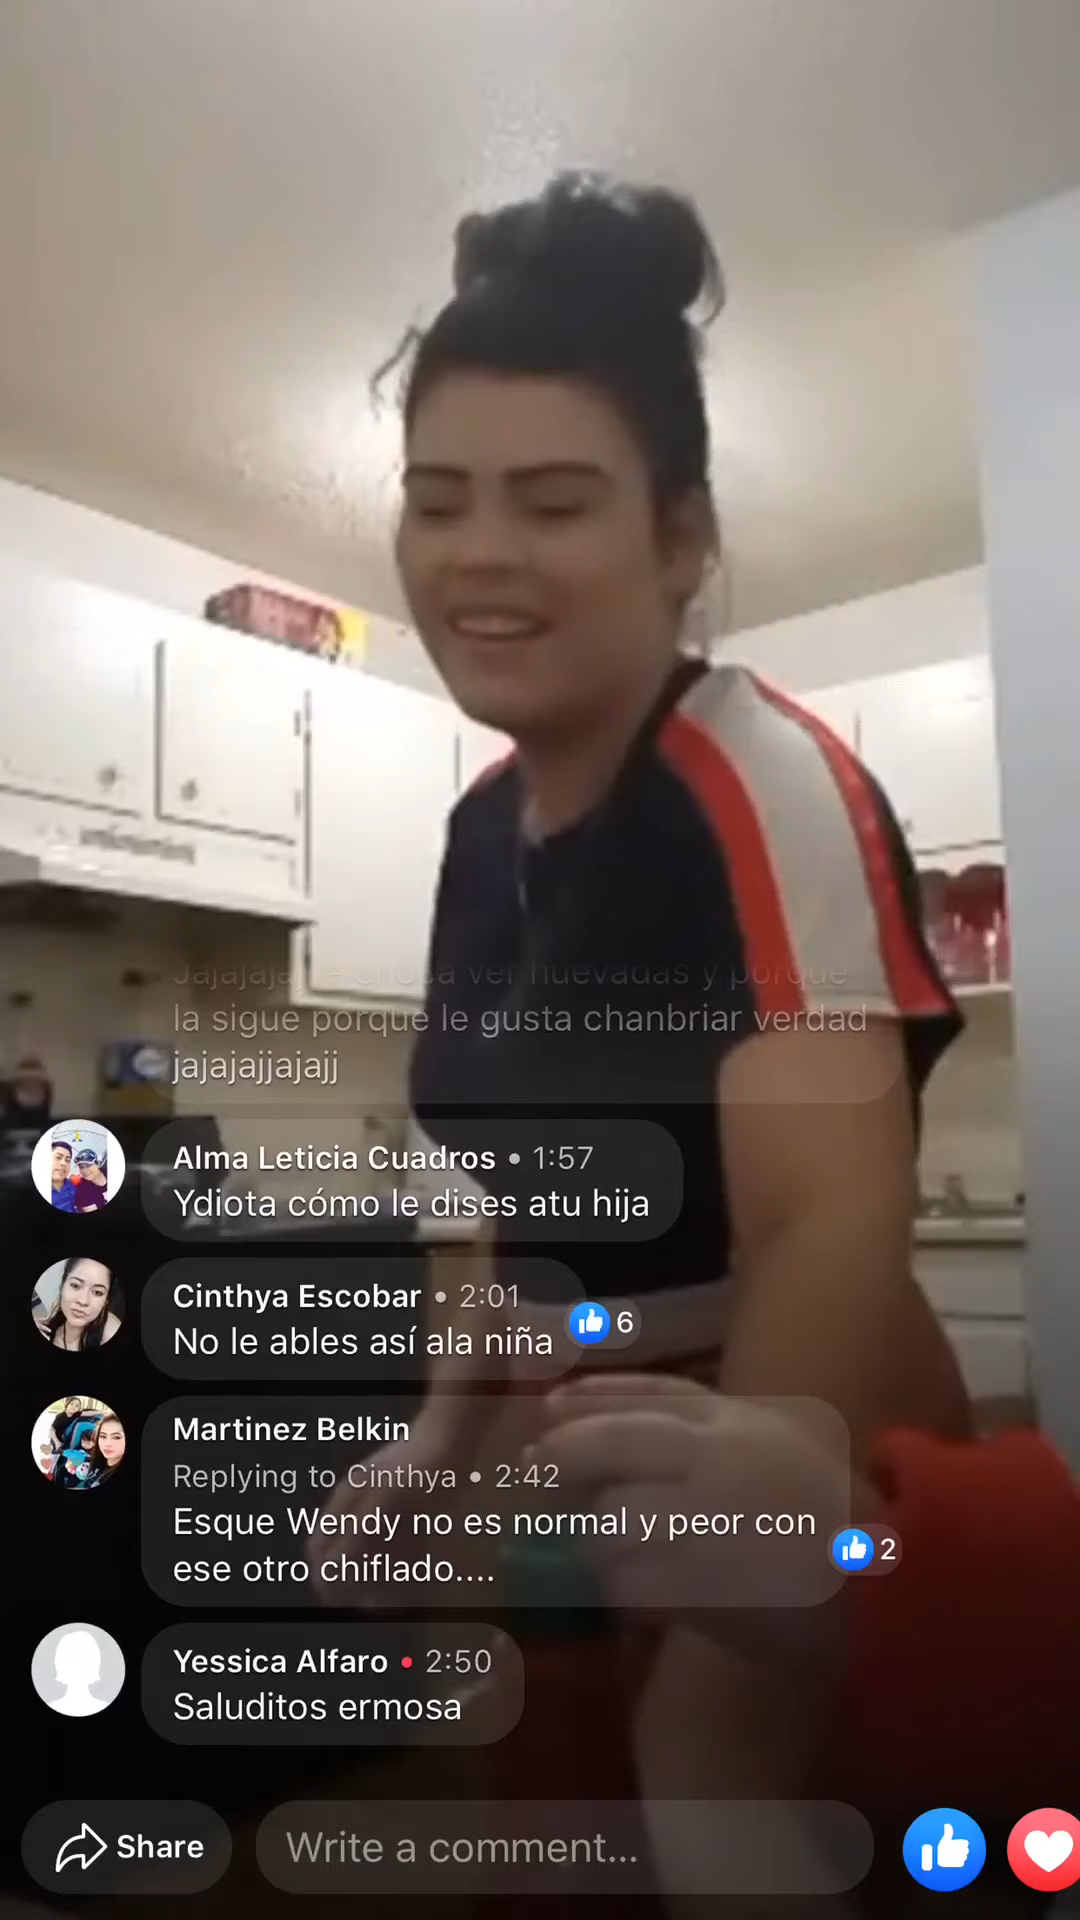 y porque
la sigue porque le gusta chanbriar verdad
jajajajjajajj
Alma Leticia Cuadros • 1:57
Ydiota cómo le dises atu hija
Cinthya Escobar • 2:01
No le ables así ala niña
6
Martinez Belkin
Replying to Cinthya • 2:42
Esque Wendy no es normal y peor con
ese otro chiflado....
2
Yessica Alfaro • 2:50
Saluditos ermosa
Share
Write a comment...